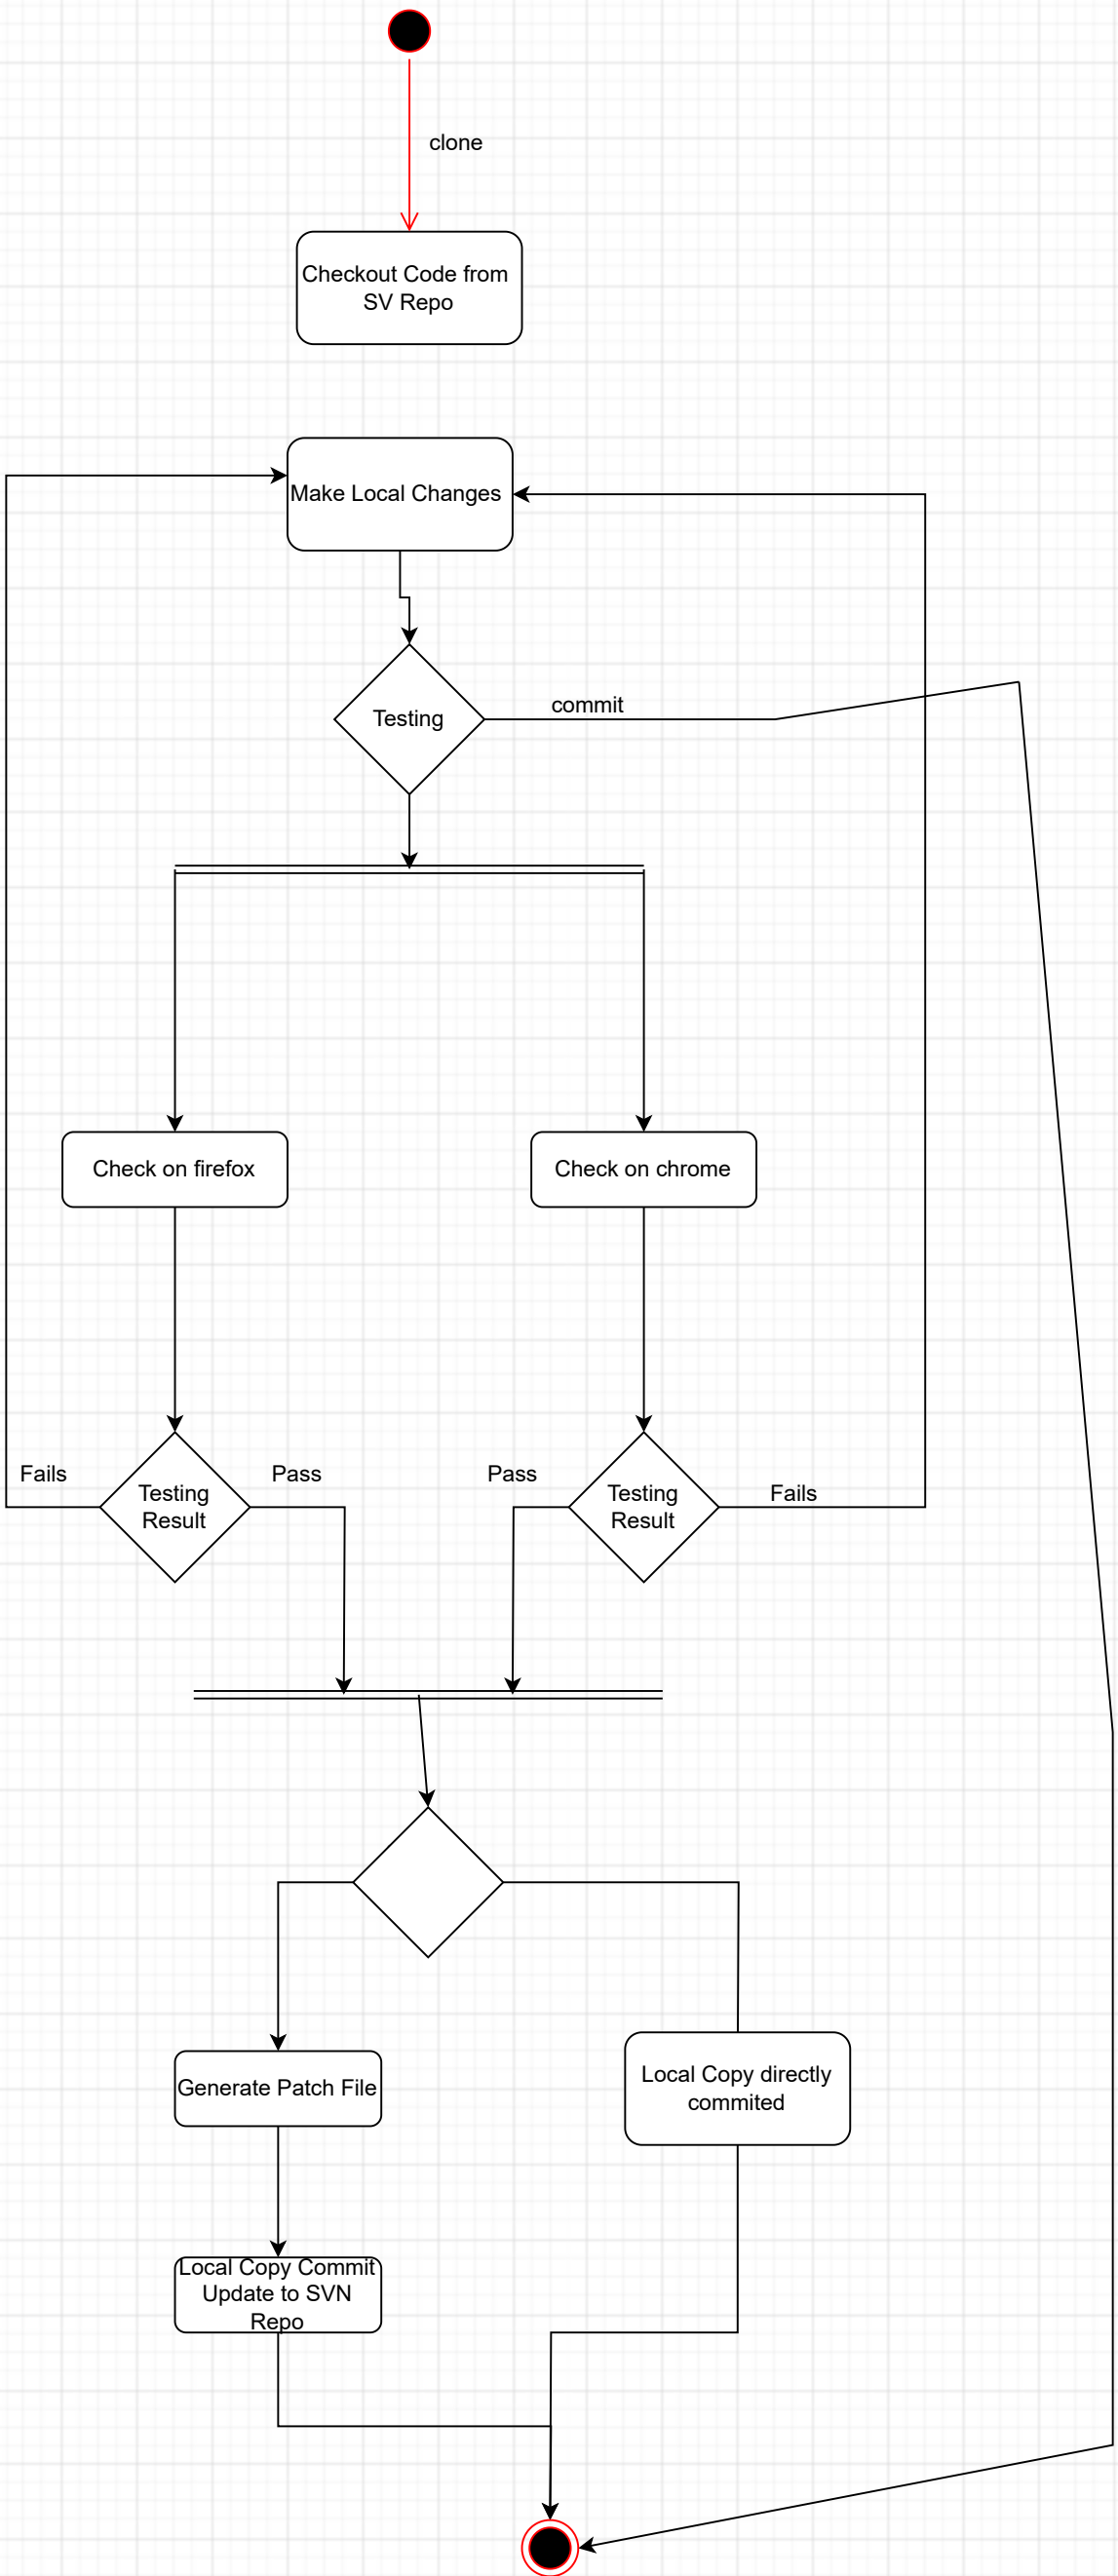 clone
Checkout Code from
SV Repo
Make Local Changes
Testing
commit
Check on firefox
Check on chrome
Fails
Testing
Result
Pass
Pass
Testing
Result
Fails
Generate Patch File
Local Copy directly
commited
Local Copy Commit
Update to SVN
Repo